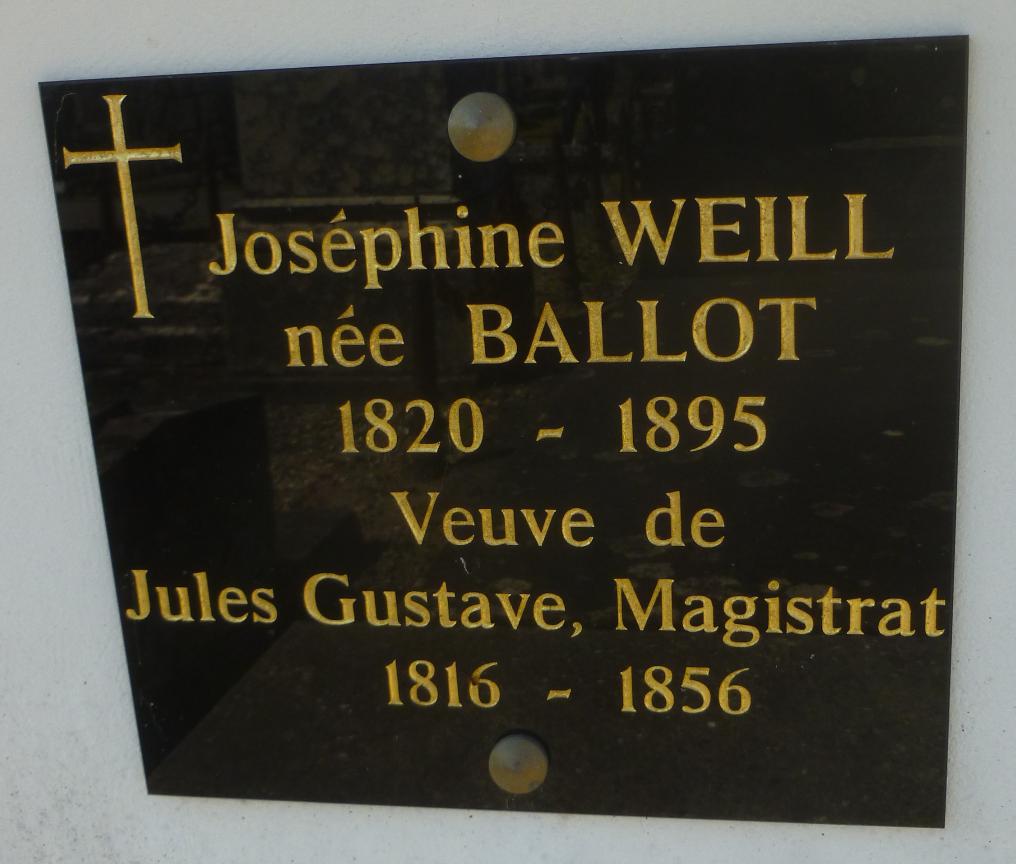 Joséphine WEILL
née BALLOT
1820 - 1895
Veuve de
Jules Gustave, Magistrat
1816 - 1856